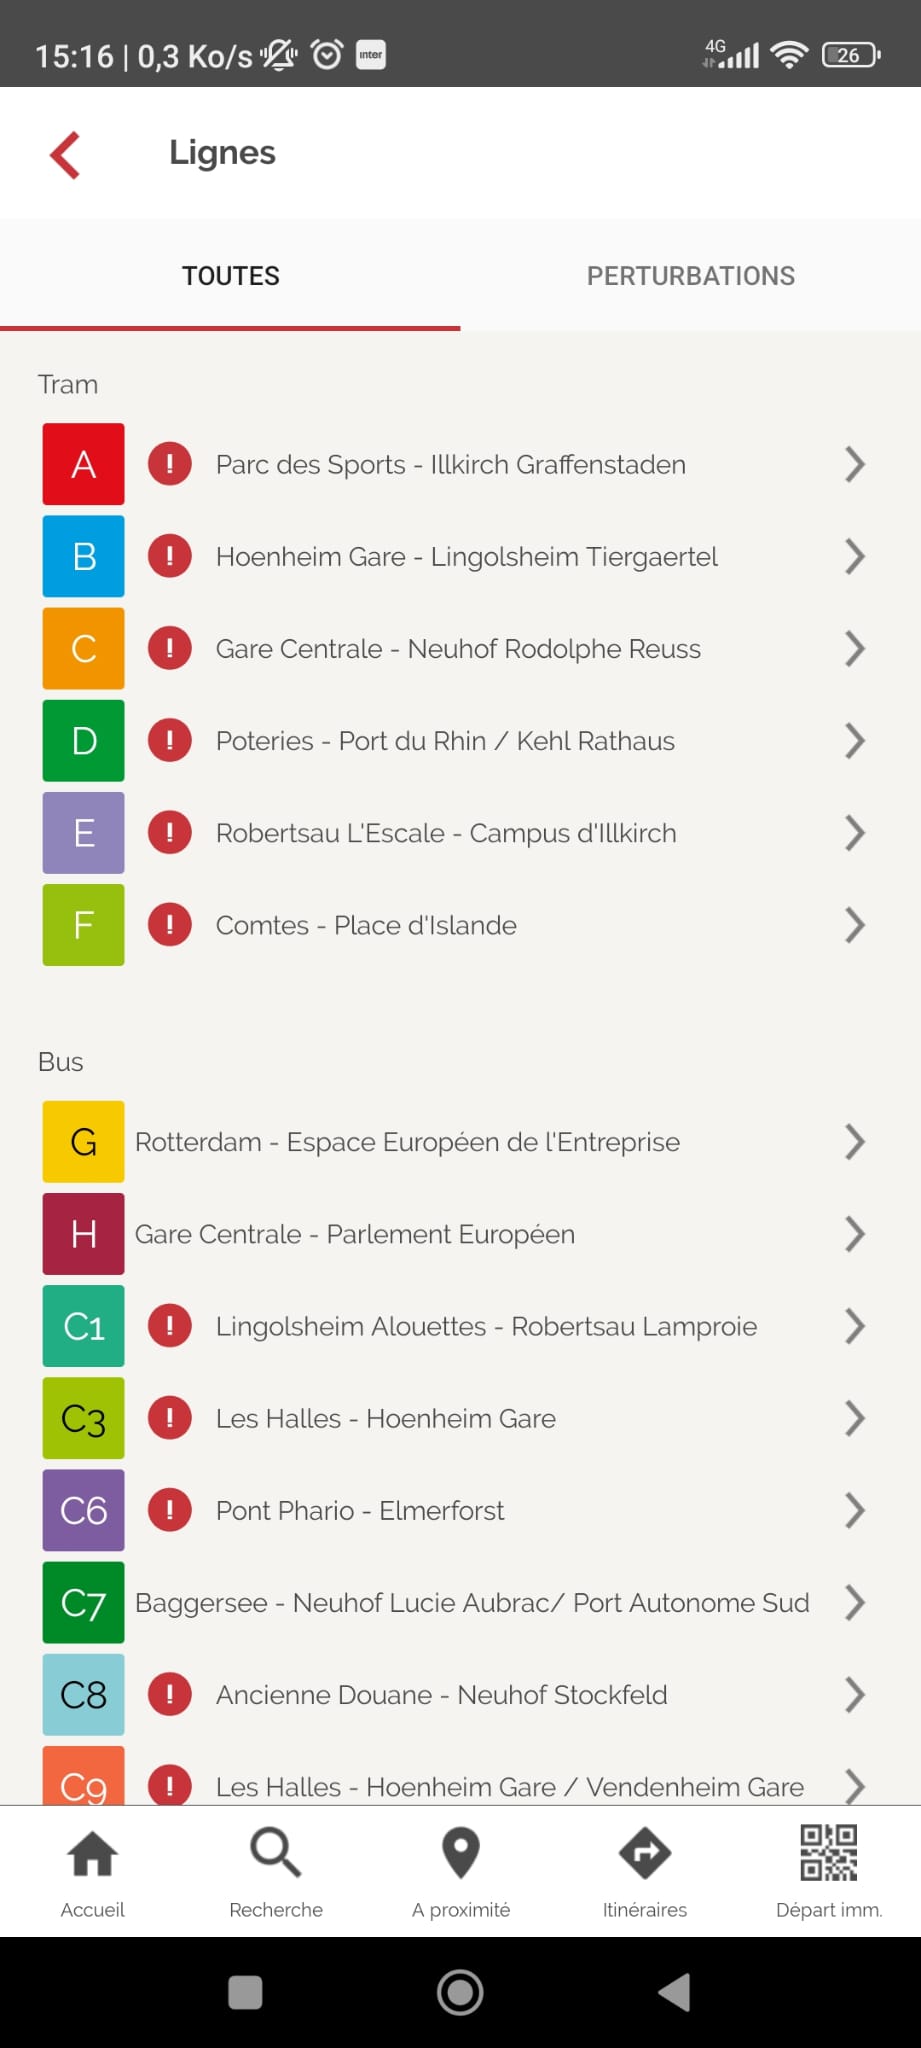 15:16 | 0,3 Ko/s inter 4G 26
Lignes
TOUTES PERTURBATIONS
Tram
A ! Parc des Sports - Illkirch Graffenstaden
B ! Hoenheim Gare - Lingolsheim Tiergaertel
C ! Gare Centrale - Neuhof Rodolphe Reuss
D ! Poteries - Port du Rhin / Kehl Rathaus
E ! Robertsau L'Escale - Campus d'Illkirch
F ! Comtes - Place d'Islande
Bus
G Rotterdam - Espace Européen de l'Entreprise
H Gare Centrale - Parlement Européen
C1 ! Lingolsheim Alouettes - Robertsau Lamproie
C3 ! Les Halles - Hoenheim Gare
C6 ! Pont Phario - Elmerforst
C7 Baggersee - Neuhof Lucie Aubrac/ Port Autonome Sud
C8 ! Ancienne Douane - Neuhof Stockfeld
C9 ! Les Halles - Hoenheim Gare / Vendenheim Gare
Accueil Recherche A proximité Itinéraires Départ imm.